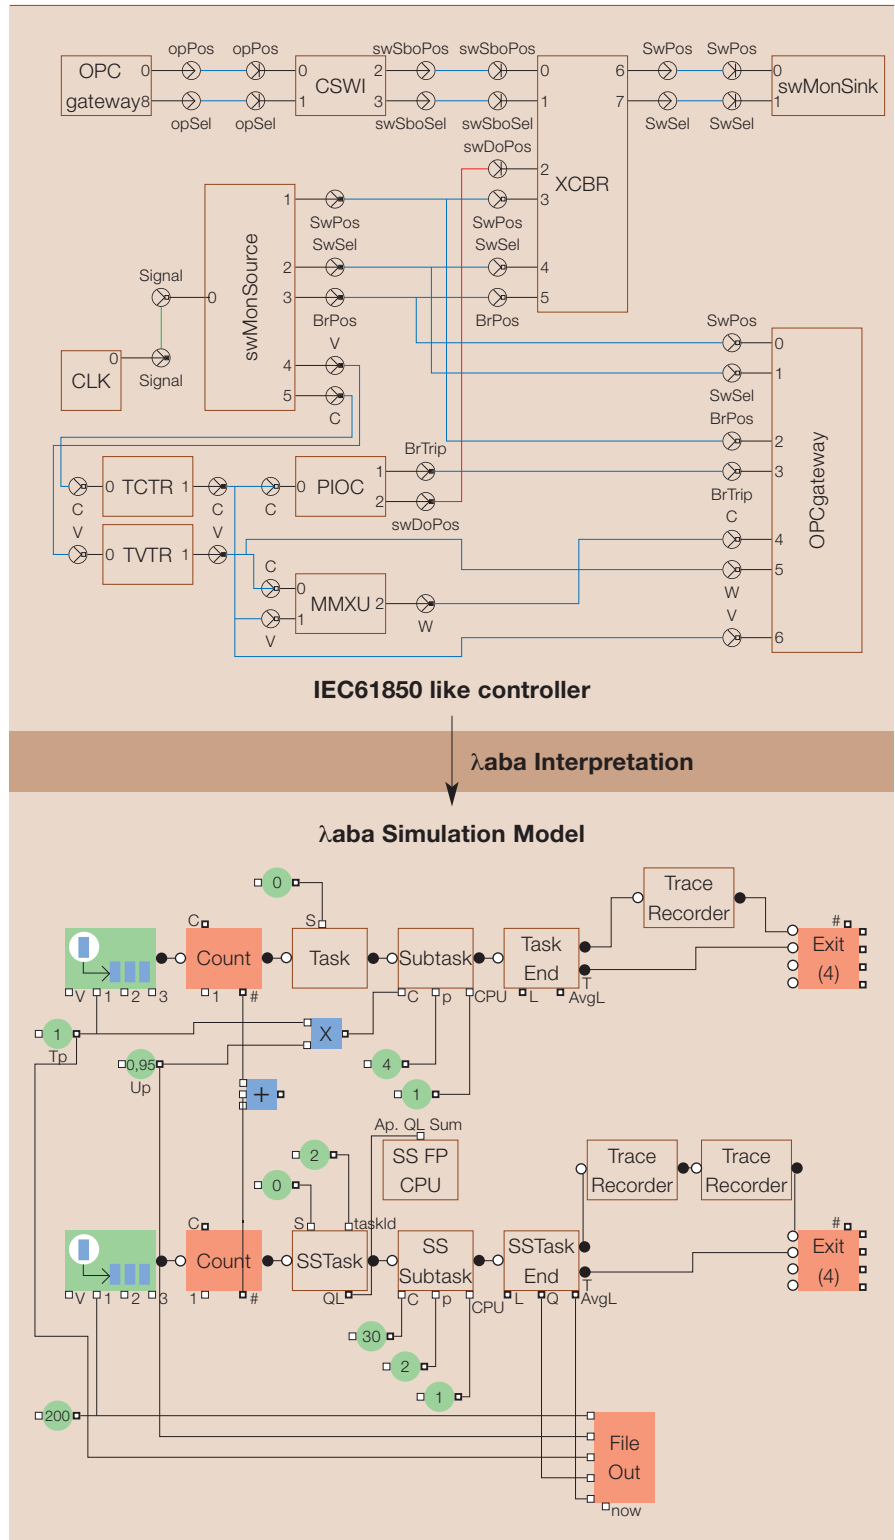 opPos opPos swSboPos swSboPos SwPos SwPos
OPC 0 0 CSWI 2 0 6 0
gateway 8 1 3 1 7 1 swMonSink
opSel opSel swSboSel swSboSel SwSel SwSel
swDoPos
2
XCBR
1 3
SwPos SwPos
SwSel SwSel
Signal
2 4
0 swMonSource 3 5
BrPos BrPos
SwPos
V
0 0
CLK
Signal
4 1
5
C SwSel
BrPos
2
BrTrip
0 TCTR 1 0 PIOC 1 3
2
C C C
swDoPos
BrTrip
V V C
0 TVTR 1 4
OPCgateway
C 5
0 MMXU 2
1
V W W
V
6
IEC61850 like controller
λaba Interpretation
λaba Simulation Model
0
Trace
Recorder
C S #
Count Task Subtask Task
End
Exit
(4)
T
V 1 2 3 1 # C p CPU L AvgL
1 X
Tp
0,95 4
Up
1
+
Ap. QL Sum
2 SS FP
CPU
Trace
Recorder
Trace
Recorder
0
C S taskId #
Count SSTask SS
Subtask
SSTask
End
Exit
(4)
T
V 1 2 3 1 # QL C p CPU L Q AvgL
30
2
1
200
File
Out
now